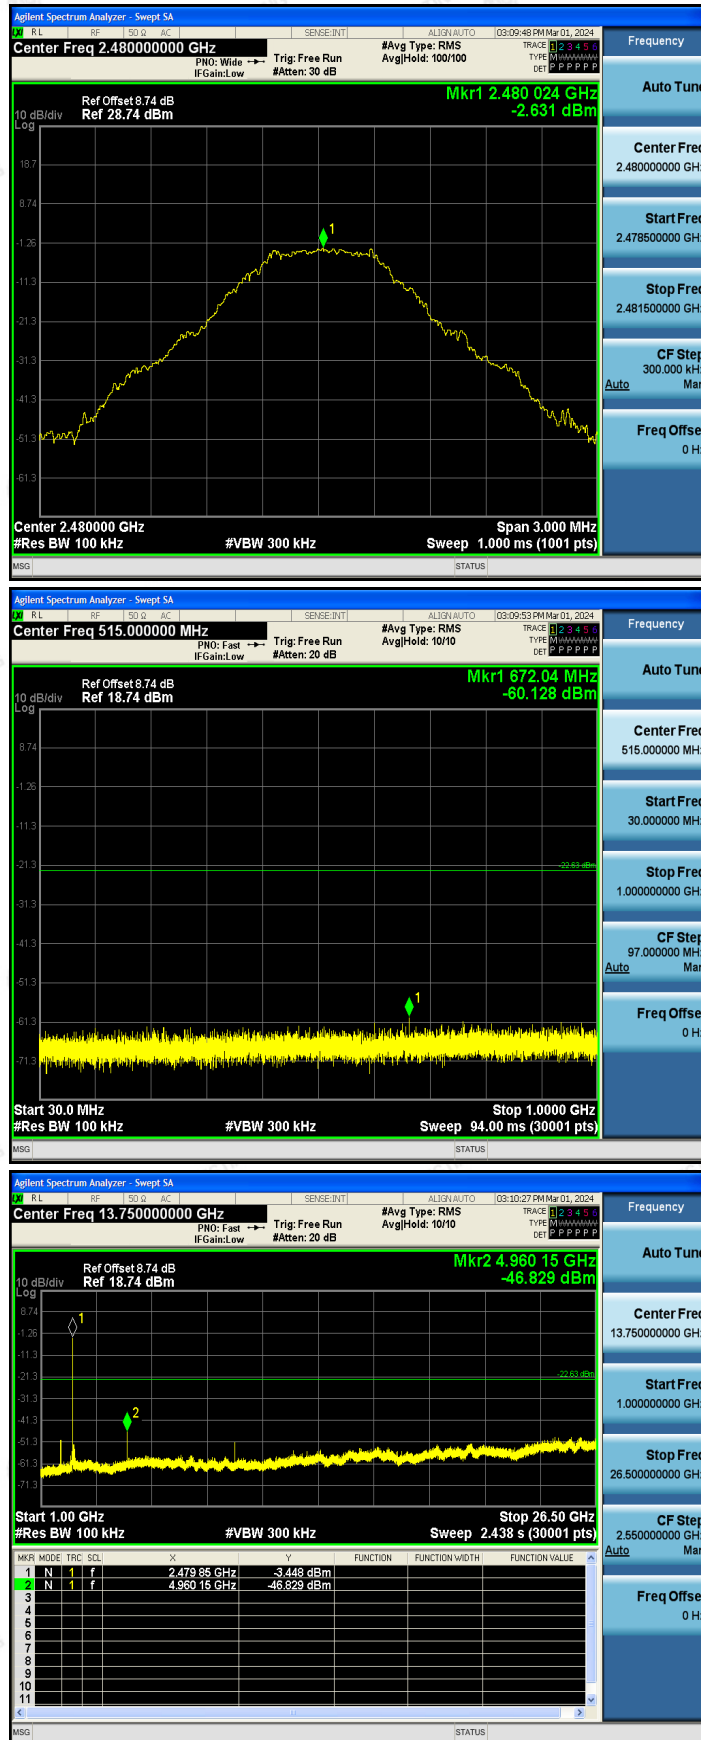 Agilent Spectrum Analyzer - Swept SA
LXI RL RF 50 Ω AC SENSE:INT ALIGNAUTO 03:09:48 PM Mar 01, 2024
Center Freq 2.480000000 GHz #Avg Type: RMS TRACE 1 2 3 4 5 6
PNO: Wide Trig: Free Run Avg|Hold: 100/100 TYPE M WWWWW
IFGain:Low #Atten: 30 dB DET P P P P P P
Frequency
Auto Tune
Ref Offset 8.74 dB Mkr1 2.480 024 GHz
10 dB/div Ref 28.74 dBm -2.631 dBm
Log
18.7
8.74
-1.26
-11.3
-21.3
-31.3
-41.3
-51.3
-61.3
1
Center Freq
2.480000000 GHz
Start Freq
2.478500000 GHz
Stop Freq
2.481500000 GHz
CF Step
300.000 kHz
Auto Man
Freq Offset
0 Hz
Center 2.480000 GHz Span 3.000 MHz
#Res BW 100 kHz #VBW 300 kHz Sweep 1.000 ms (1001 pts)
MSG STATUS
Agilent Spectrum Analyzer - Swept SA
LXI RL RF 50 Ω AC SENSE:INT ALIGNAUTO 03:09:53 PM Mar 01, 2024
Center Freq 515.000000 MHz #Avg Type: RMS TRACE 1 2 3 4 5 6
PNO: Fast Trig: Free Run Avg|Hold: 10/10 TYPE M WWWWW
IFGain:Low #Atten: 20 dB DET P P P P P P
Frequency
Auto Tune
Ref Offset 8.74 dB Mkr1 672.04 MHz
10 dB/div Ref 18.74 dBm -60.128 dBm
Log
8.74
-1.26
-11.3
-21.3
-31.3
-41.3
-51.3
-61.3
-71.3
-22.63 dBm
1
Center Freq
515.000000 MHz
Start Freq
30.000000 MHz
Stop Freq
1.000000000 GHz
CF Step
97.000000 MHz
Auto Man
Freq Offset
0 Hz
Start 30.0 MHz Stop 1.0000 GHz
#Res BW 100 kHz #VBW 300 kHz Sweep 94.00 ms (30001 pts)
MSG STATUS
Agilent Spectrum Analyzer - Swept SA
LXI RL RF 50 Ω AC SENSE:INT ALIGNAUTO 03:10:27 PM Mar 01, 2024
Center Freq 13.750000000 GHz #Avg Type: RMS TRACE 1 2 3 4 5 6
PNO: Fast Trig: Free Run Avg|Hold: 10/10 TYPE M WWWWW
IFGain:Low #Atten: 20 dB DET P P P P P P
Frequency
Auto Tune
Ref Offset 8.74 dB Mkr2 4.960 15 GHz
10 dB/div Ref 18.74 dBm -46.829 dBm
Log
8.74
-1.26
-11.3
-21.3
-31.3
-41.3
-51.3
-61.3
-71.3
-22.63 dBm
1
2
Center Freq
13.750000000 GHz
Start Freq
1.000000000 GHz
Stop Freq
26.500000000 GHz
CF Step
2.550000000 GHz
Auto Man
Freq Offset
0 Hz
Start 1.00 GHz Stop 26.50 GHz
#Res BW 100 kHz #VBW 300 kHz Sweep 2.438 s (30001 pts)
MKR MODE TRC SCL X Y FUNCTION FUNCTION WIDTH FUNCTION VALUE
1 N 1 f 2.479 85 GHz -3.448 dBm
2 N 1 f 4.960 15 GHz -46.829 dBm
3
4
5
6
7
8
9
10
11
MSG STATUS